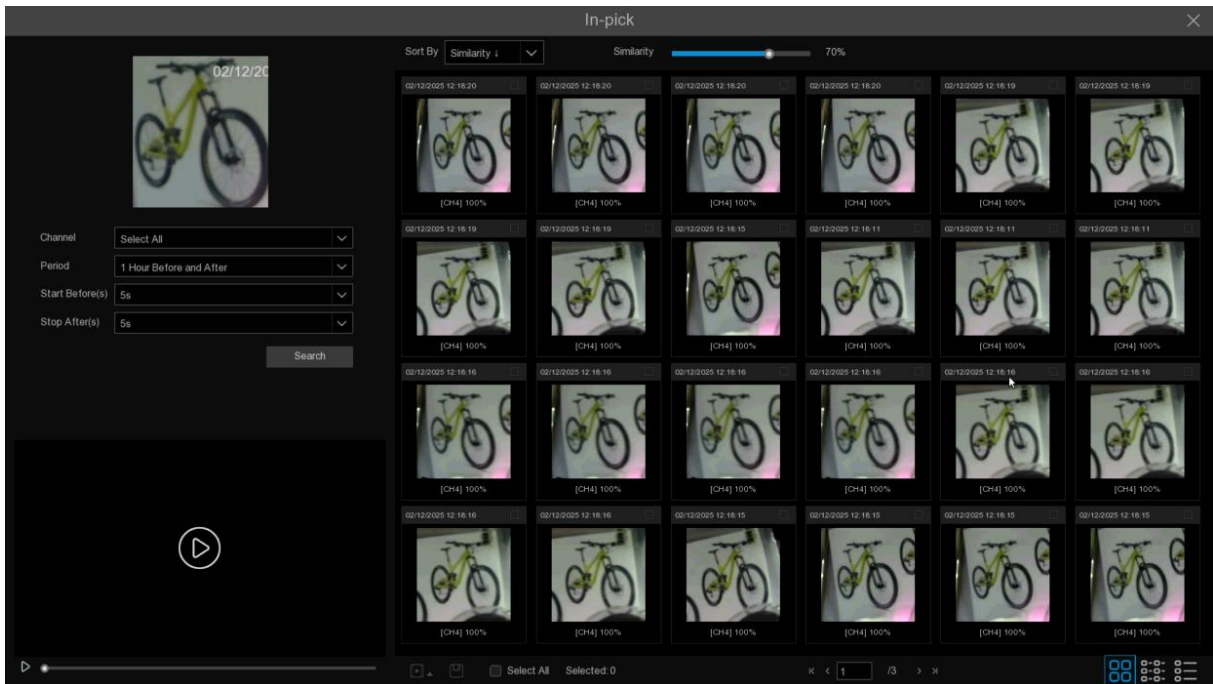 In-pick
02/12/20
Channel Select All
Period 1 Hour Before and After
Start Before(s) 5s
Stop After(s) 5s
Search
Sort By Similarity ↓ Similarity 70%
02/12/2025 12:18:20 02/12/2025 12:18:20 02/12/2025 12:18:20 02/12/2025 12:18:20 02/12/2025 12:18:19 02/12/2025 12:18:19
[CH4] 100% [CH4] 100% [CH4] 100% [CH4] 100% [CH4] 100% [CH4] 100%
02/12/2025 12:18:19 02/12/2025 12:18:19 02/12/2025 12:18:15 02/12/2025 12:18:11 02/12/2025 12:18:11 02/12/2025 12:18:11
[CH4] 100% [CH4] 100% [CH4] 100% [CH4] 100% [CH4] 100% [CH4] 100%
02/12/2025 12:18:16 02/12/2025 12:18:16 02/12/2025 12:18:16 02/12/2025 12:18:16 02/12/2025 12:18:16 02/12/2025 12:18:16
[CH4] 100% [CH4] 100% [CH4] 100% [CH4] 100% [CH4] 100% [CH4] 100%
02/12/2025 12:18:16 02/12/2025 12:18:16 02/12/2025 12:18:15 02/12/2025 12:18:15 02/12/2025 12:18:15 02/12/2025 12:18:15
[CH4] 100% [CH4] 100% [CH4] 100% [CH4] 100% [CH4] 100% [CH4] 100%
Select All Selected: 0 1 /3